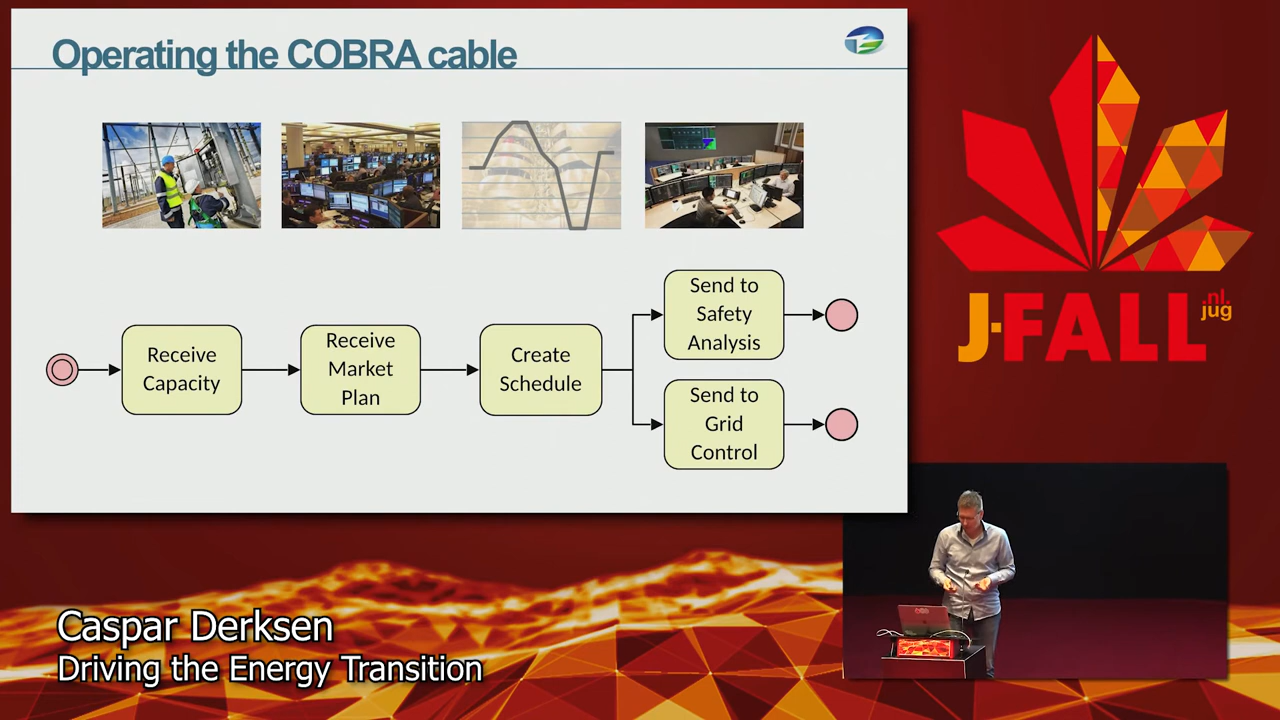 Operating the COBRA cable
Receive
Capacity
Receive
Market
Plan
Create
Schedule
Send to
Safety
Analysis
Send to
Grid
Control
J-FALL
nl.
jug
Caspar Derksen
Driving the Energy Transition